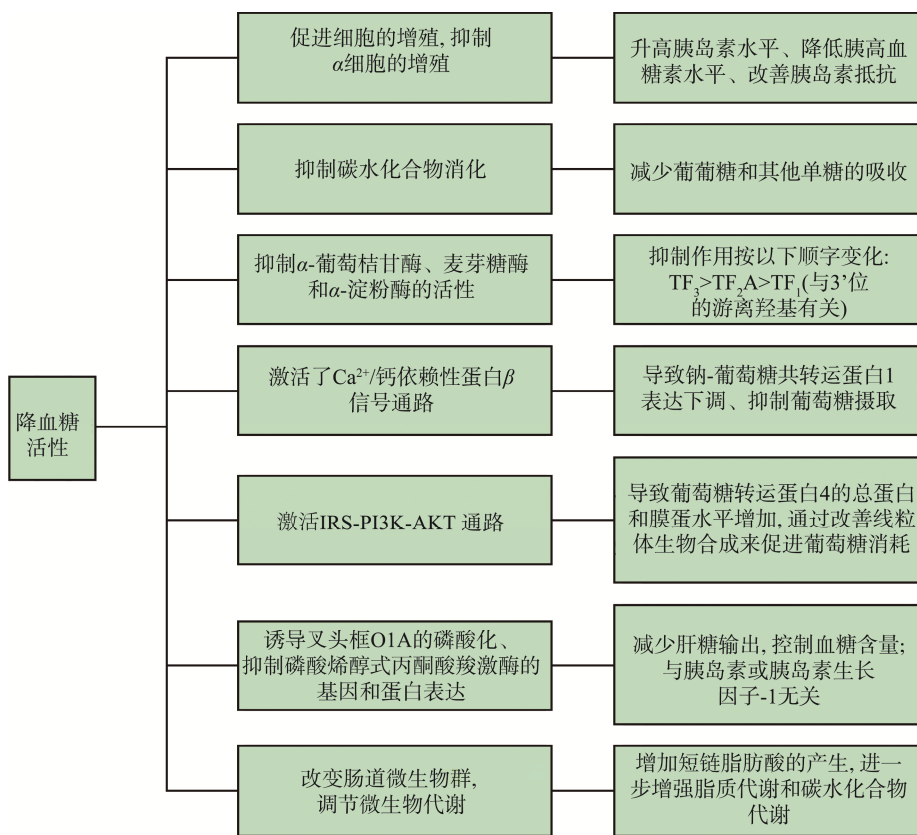 促进细胞的增殖, 抑制
α细胞的增殖
升高胰岛素水平、降低胰高血
糖素水平、改善胰岛素抵抗
抑制碳水化合物消化
减少葡葡糖和其他单糖的吸收
抑制α-葡萄桔甘酶、麦芽糖酶
和α-淀粉酶的活性
抑制作用按以下顺字变化:
TF₃>TF₂A>TF₁(与3’位
的游离羟基有关)
激活了Ca²⁺/钙依赖性蛋白β
信号通路
导致钠-葡萄糖共转运蛋白1
表达下调、抑制葡萄糖摄取
降血糖
活性
激活IRS-PI3K-AKT 通路
导致葡萄糖转运蛋白4的总蛋白
和膜蛋水平增加, 通过改善线粒
体生物合成来促进葡萄糖消耗
诱导叉头框O1A的磷酸化、
抑制磷酸烯醇式丙酮酸羧激酶的
基因和蛋白表达
减少肝糖输出, 控制血糖含量;
与胰岛素或胰岛素生长
因子-1无关
改变肠道微生物群,
调节微生物代谢
增加短链脂肪酸的产生, 进一
步增强脂质代谢和碳水化合物
代谢